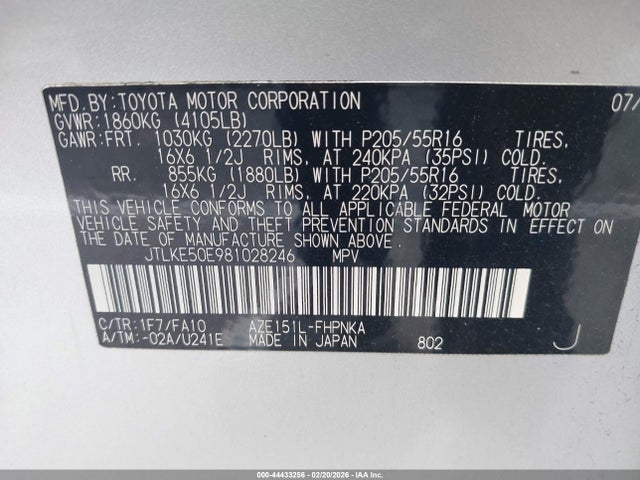 MFD.BY:TOYOTA MOTOR CORPORATION 07/
GVWR:1860KG (4105LB)
GAWR:FRT. 1030KG (2270LB) WITH P205/55R16 TIRES,
16X6 1/2J RIMS, AT 240KPA (35PSI) COLD.
RR. 855KG (1880LB) WITH P205/55R16 TIRES,
16X6 1/2J RIMS, AT 220KPA (32PSI) COLD.
THIS VEHICLE CONFORMS TO ALL APPLICABLE FEDERAL MOTOR
VEHICLE SAFETY AND THEFT PREVENTION STANDARDS IN EFFECT ON
THE DATE OF MANUFACTURE SHOWN ABOVE.
JTLKE50E981028246 MPV
C/TR:1F7/FA10 AZE151L-FHPNKA
A/TM:-02A/U241E MADE IN JAPAN 802 J
000-44433256 - 02/20/2026 - IAA Inc.